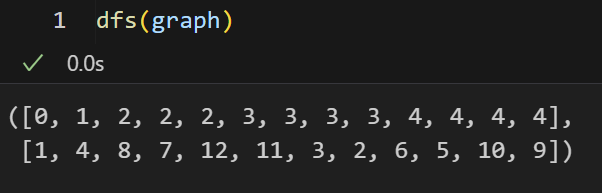 1 dfs(graph)
✓ 0.0s
([0, 1, 2, 2, 2, 3, 3, 3, 3, 4, 4, 4, 4],
[1, 4, 8, 7, 12, 11, 3, 2, 6, 5, 10, 9])